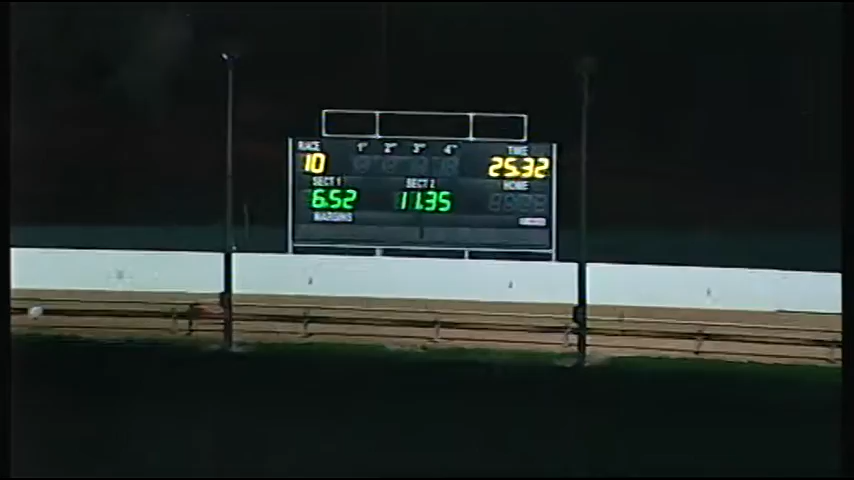 RACE 1ST 2ND 3RD 4TH TIME
10 25.32
SECT 1 SECT 2 HOME
6.52 11.35
MARGINS